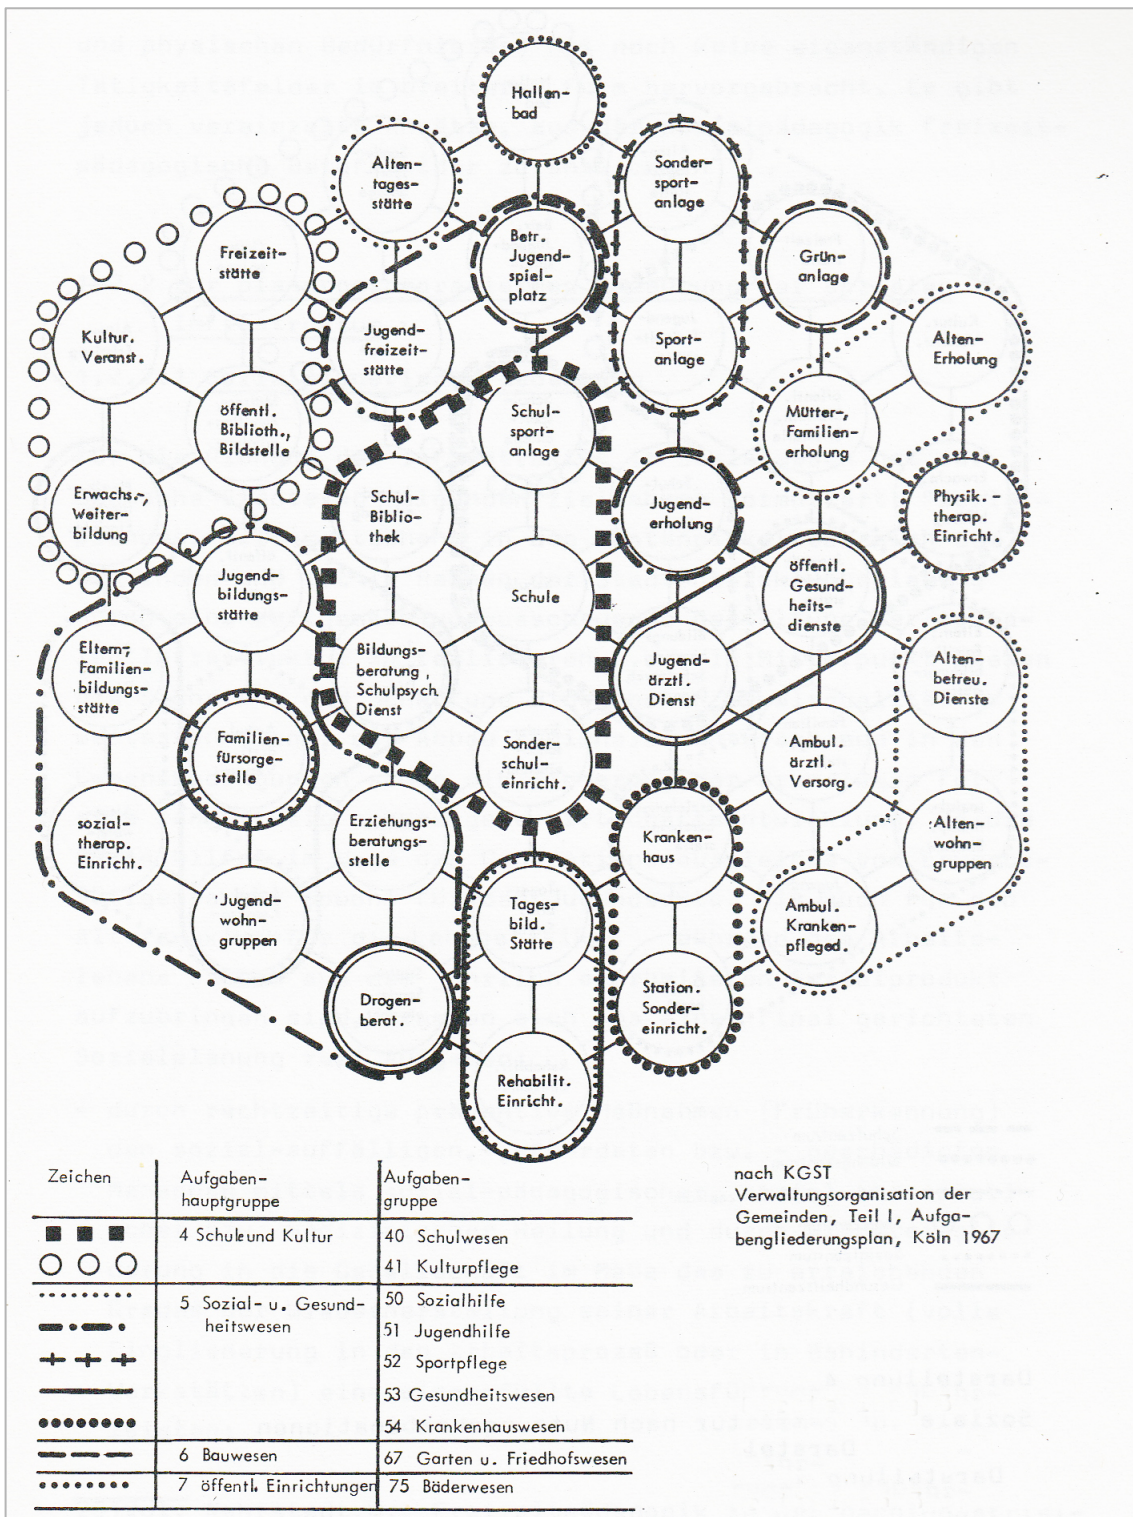 Hallen-
bad
Alten-
tages-
stätte
Sonder-
sport-
anlage
Freizeit-
stätte
Betr.
Jugend-
spiel-
platz
Grün-
anlage
Kultur.
Veranst.
Jugend-
freizeit-
stätte
Sport-
anlage
Alten-
Erholung
öffentl.
Biblioth.,
Bildstelle
Schul-
sport-
anlage
Mütter-,
Familien-
erholung
Erwachs.-,
Weiter-
bildung
Schul-
Biblio-
thek
Jugend-
erholung
Physik.-
therap.
Einricht.
Jugend-
bildungs-
stätte
Schule
öffentl.
Gesund-
heits-
dienste
Eltern-,
Familien-
bildungs-
stätte
Bildungs-
beratung,
Schulpsych.
Dienst
Jugend-
ärztl.
Dienst
Alten-
betreu.
Dienste
Familien-
fürsorge-
stelle
Sonder-
schul-
einricht.
Ambul.
ärztl.
Versorg.
sozial-
therap.
Einricht.
Erziehungs-
beratungs-
stelle
Kranken-
haus
Alten-
wohn-
gruppen
Jugend-
wohn-
gruppen
Tages-
bild.
Stätte
Ambul.
Kranken-
pfleged.
Drogen-
berat.
Station.
Sonder-
einricht.
Rehabilit.
Einricht.
Zeichen
Aufgaben-
hauptgruppe
Aufgaben-
gruppe
4 Schule und Kultur
40 Schulwesen
41 Kulturpflege
5 Sozial- u. Gesund-
heitswesen
50 Sozialhilfe
51 Jugendhilfe
52 Sportpflege
53 Gesundheitswesen
54 Krankenhauswesen
6 Bauwesen
67 Garten u. Friedhofswesen
7 öffentl. Einrichtungen
75 Bäderwesen
nach KGST
Verwaltungsorganisation der
Gemeinden, Teil I, Aufga-
bengliederungsplan, Köln 1967